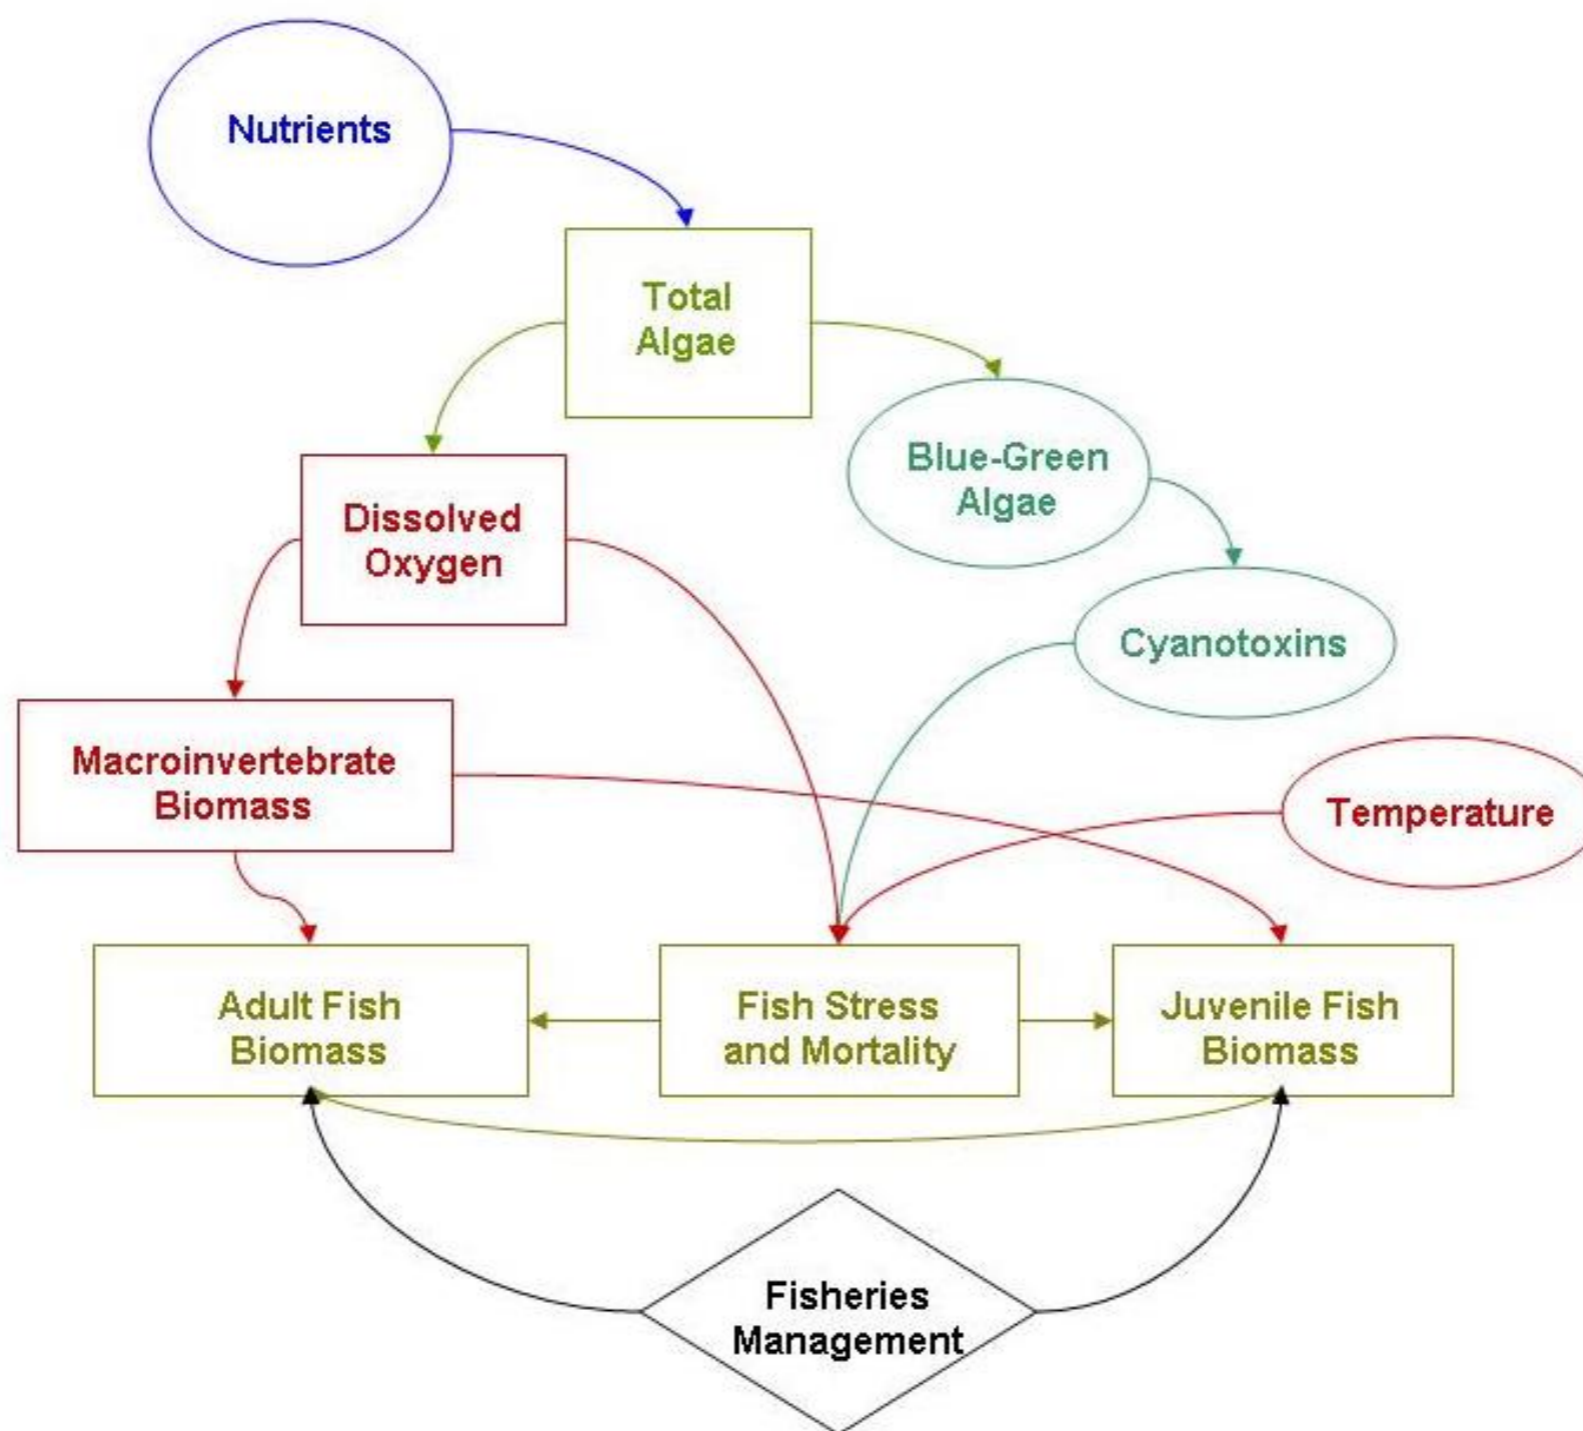 Nutrients
Total
Algae
Blue-Green
Algae
Dissolved
Oxygen
Cyanotoxins
Macroinvertebrate
Biomass
Temperature
Adult Fish
Biomass
Fish Stress
and Mortality
Juvenile Fish
Biomass
Fisheries
Management